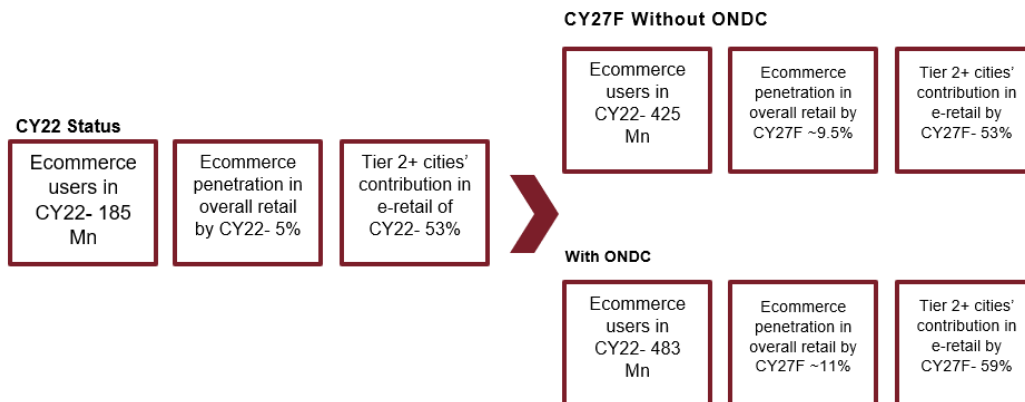 CY22 Status
Ecommerce
users in
CY22- 185
Mn
Ecommerce
penetration in
overall retail
by CY22- 5%
Tier 2+ cities’
contribution in
e-retail of
CY22- 53%
CY27F Without ONDC
Ecommerce
users in
CY22- 425
Mn
Ecommerce
penetration in
overall retail by
CY27F ~9.5%
Tier 2+ cities’
contribution in
e-retail by
CY27F- 53%
With ONDC
Ecommerce
users in
CY22- 483
Mn
Ecommerce
penetration in
overall retail by
CY27F ~11%
Tier 2+ cities’
contribution in
e-retail by
CY27F- 59%